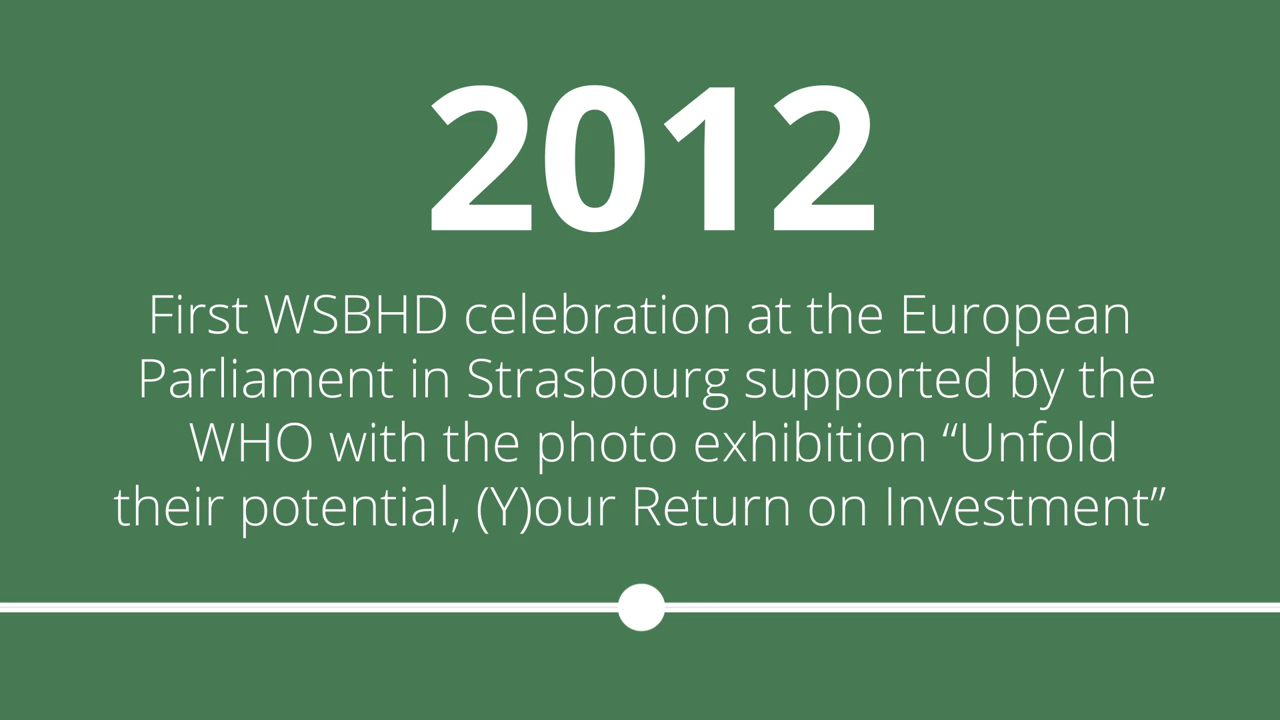 2012
First WSBHD celebration at the European
Parliament in Strasbourg supported by the
WHO with the photo exhibition “Unfold
their potential, (Y)our Return on Investment”